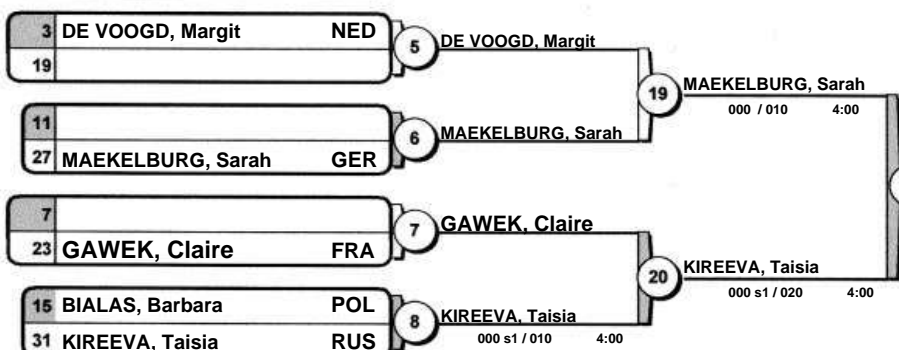 3 DE VOOGD, Margit NED
19
5
DE VOOGD, Margit
11
27 MAEKELBURG, Sarah GER
6
MAEKELBURG, Sarah
19
MAEKELBURG, Sarah
000 / 010 4:00
7
23 GAWEK, Claire FRA
7
GAWEK, Claire
15 BIALAS, Barbara POL
31 KIREEVA, Taisia RUS
8
KIREEVA, Taisia
000 s1 / 010 4:00
20
KIREEVA, Taisia
000 s1 / 020 4:00